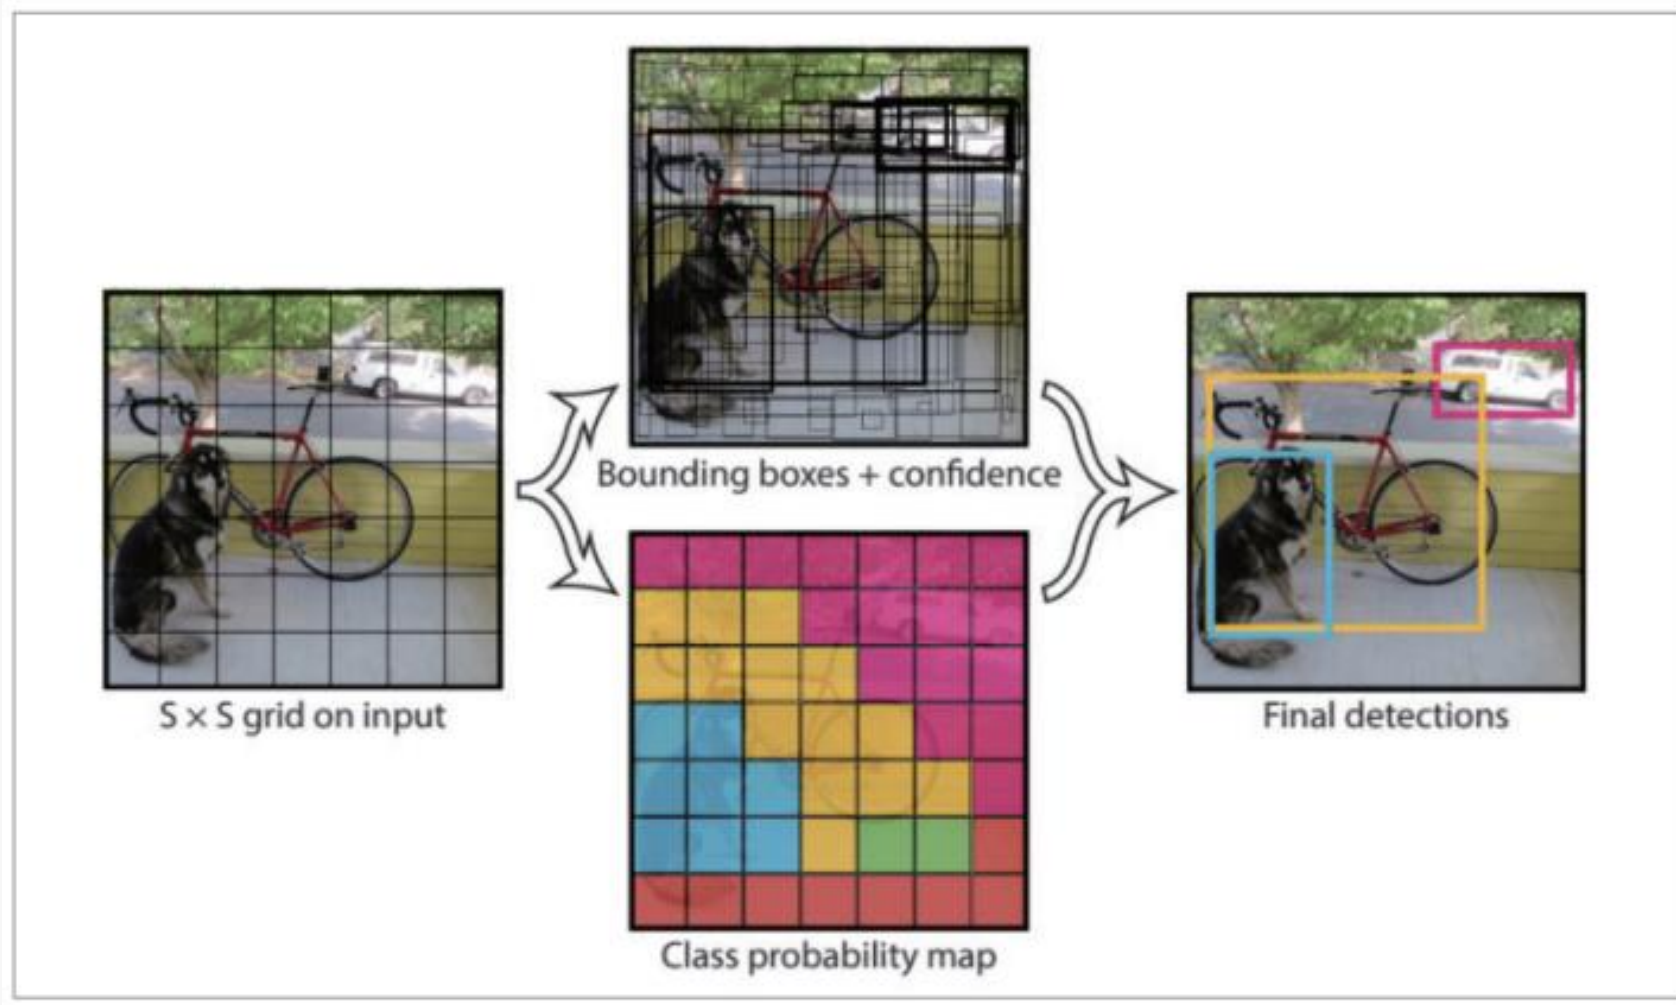 S × S grid on input
Bounding boxes + confidence
Class probability map
Final detections